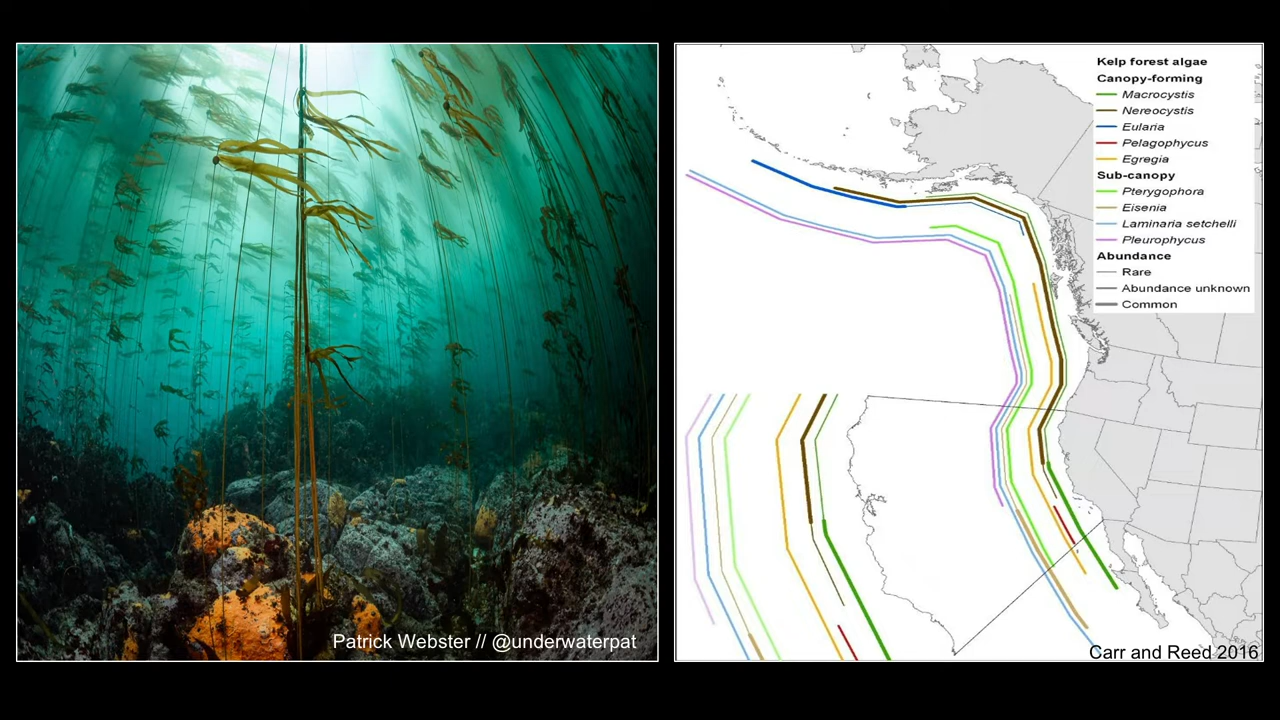 Patrick Webster // @underwaterpat
Kelp forest algae
Canopy-forming
Macrocystis
Nereocystis
Eularia
Pelagophycus
Egregia
Sub-canopy
Pterygophora
Eisenia
Laminaria setchelli
Pleurophycus
Abundance
Rare
Abundance unknown
Common
Carr and Reed 2016